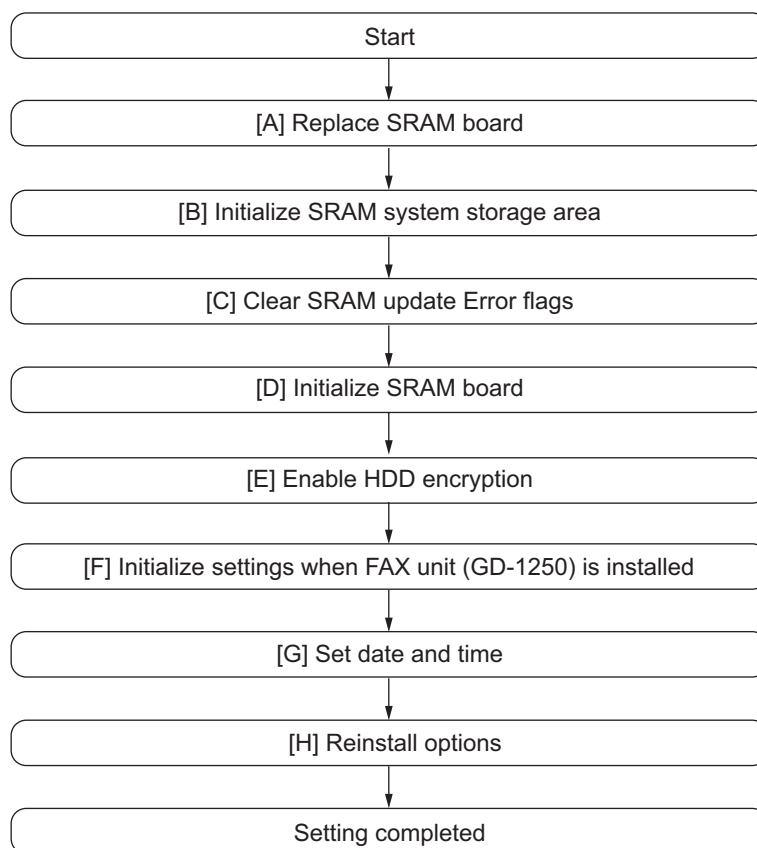 Start
[A] Replace SRAM board
[B] Initialize SRAM system storage area
[C] Clear SRAM update Error flags
[D] Initialize SRAM board
[E] Enable HDD encryption
[F] Initialize settings when FAX unit (GD-1250) is installed
[G] Set date and time
[H] Reinstall options
Setting completed